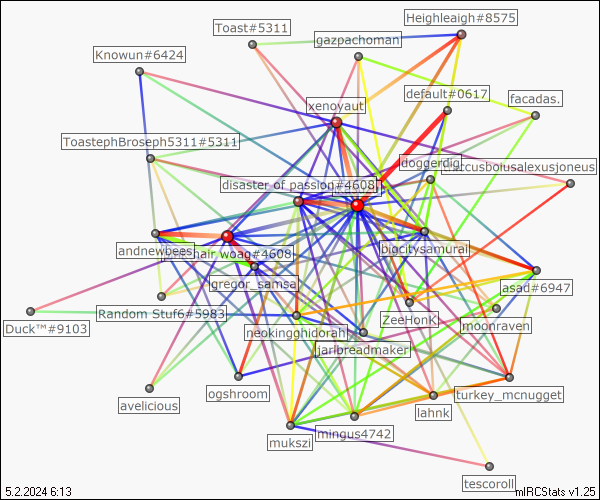 Heighleaigh#8575
Toast#5311
gazpachoman
Knowun#6424
default#0617
facadas.
xenoyaut
ToastephBroseph5311#5311
doggerdig
marcusboiusalexusjoneus
disaster of passion#4608
andnewbees
hair woag#4608
bigcitysamurai
gregor_samsa
asad#6947
Random Stuf6#5983
ZeeHonK
moonraven
Duck™#9103
neokingghidorah
jarlbreadmaker
ogshroom
turkey_mcnugget
avelicious
lahnk
mukszi
mingus4742
tescoroll
5.2.2024 6:13
mIRCStats v1.25